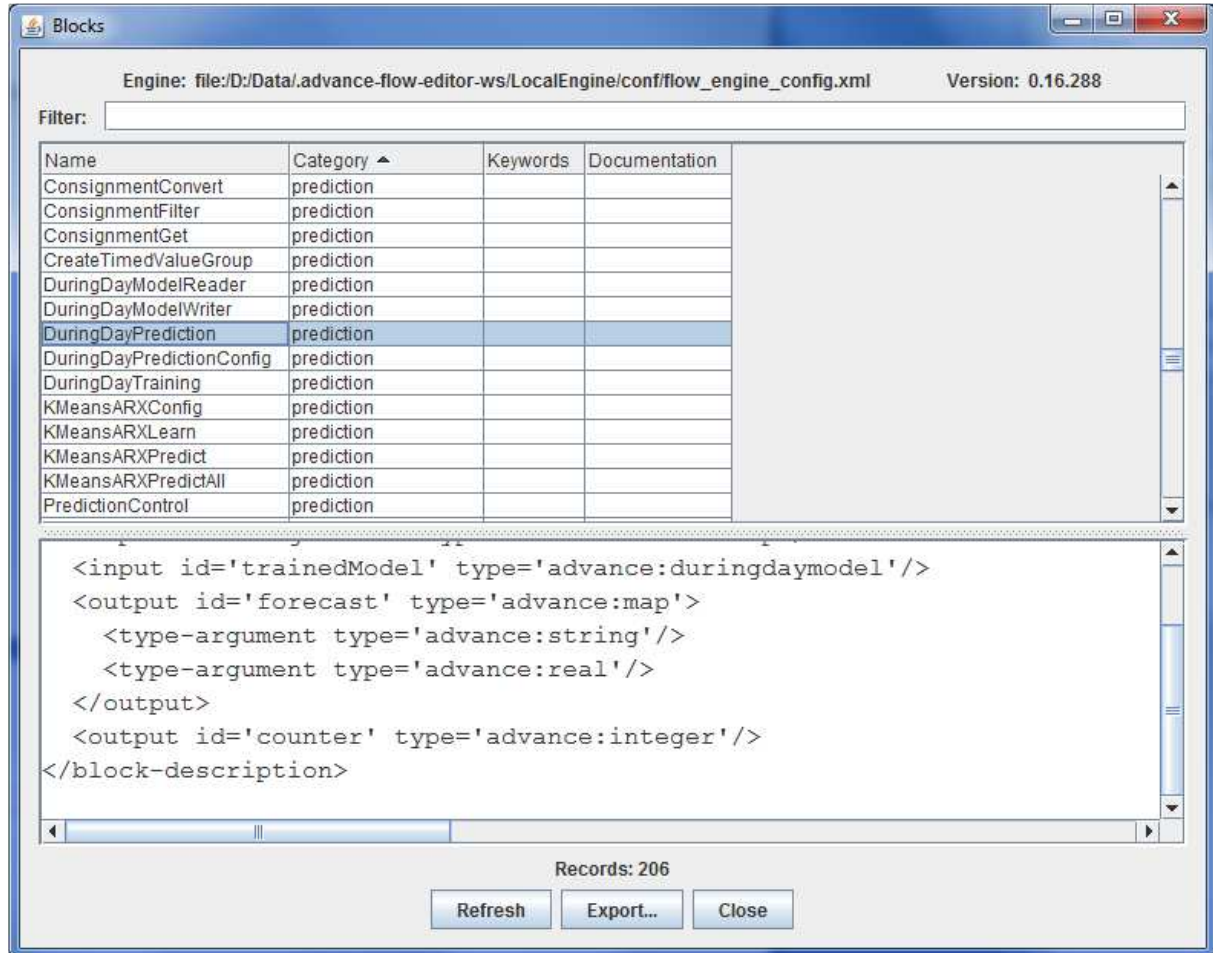 Blocks
Engine: file:/D:/Data/.advance-flow-editor-ws/LocalEngine/conf/flow_engine_config.xml Version: 0.16.288
Filter:
Name Category Keywords Documentation
ConsignmentConvert prediction
ConsignmentFilter prediction
ConsignmentGet prediction
CreateTimedValueGroup prediction
DuringDayModelReader prediction
DuringDayModelWriter prediction
DuringDayPrediction prediction
DuringDayPredictionConfig prediction
DuringDayTraining prediction
KMeansARXConfig prediction
KMeansARXLearn prediction
KMeansARXPredict prediction
KMeansARXPredictAll prediction
PredictionControl prediction
<input id='trainedModel' type='advance:duringdaymodel'/>
<output id='forecast' type='advance:map'>
<type-argument type='advance:string'/>
<type-argument type='advance:real'/>
</output>
<output id='counter' type='advance:integer'/>
</block-description>
Records: 206
Refresh Export... Close